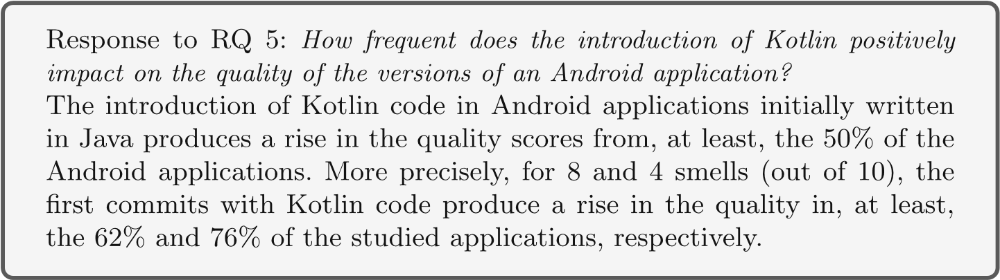 Response to RQ 5: How frequent does the introduction of Kotlin positively
impact on the quality of the versions of an Android application?
The introduction of Kotlin code in Android applications initially written
in Java produces a rise in the quality scores from, at least, the 50% of the
Android applications. More precisely, for 8 and 4 smells (out of 10), the
first commits with Kotlin code produce a rise in the quality in, at least,
the 62% and 76% of the studied applications, respectively.